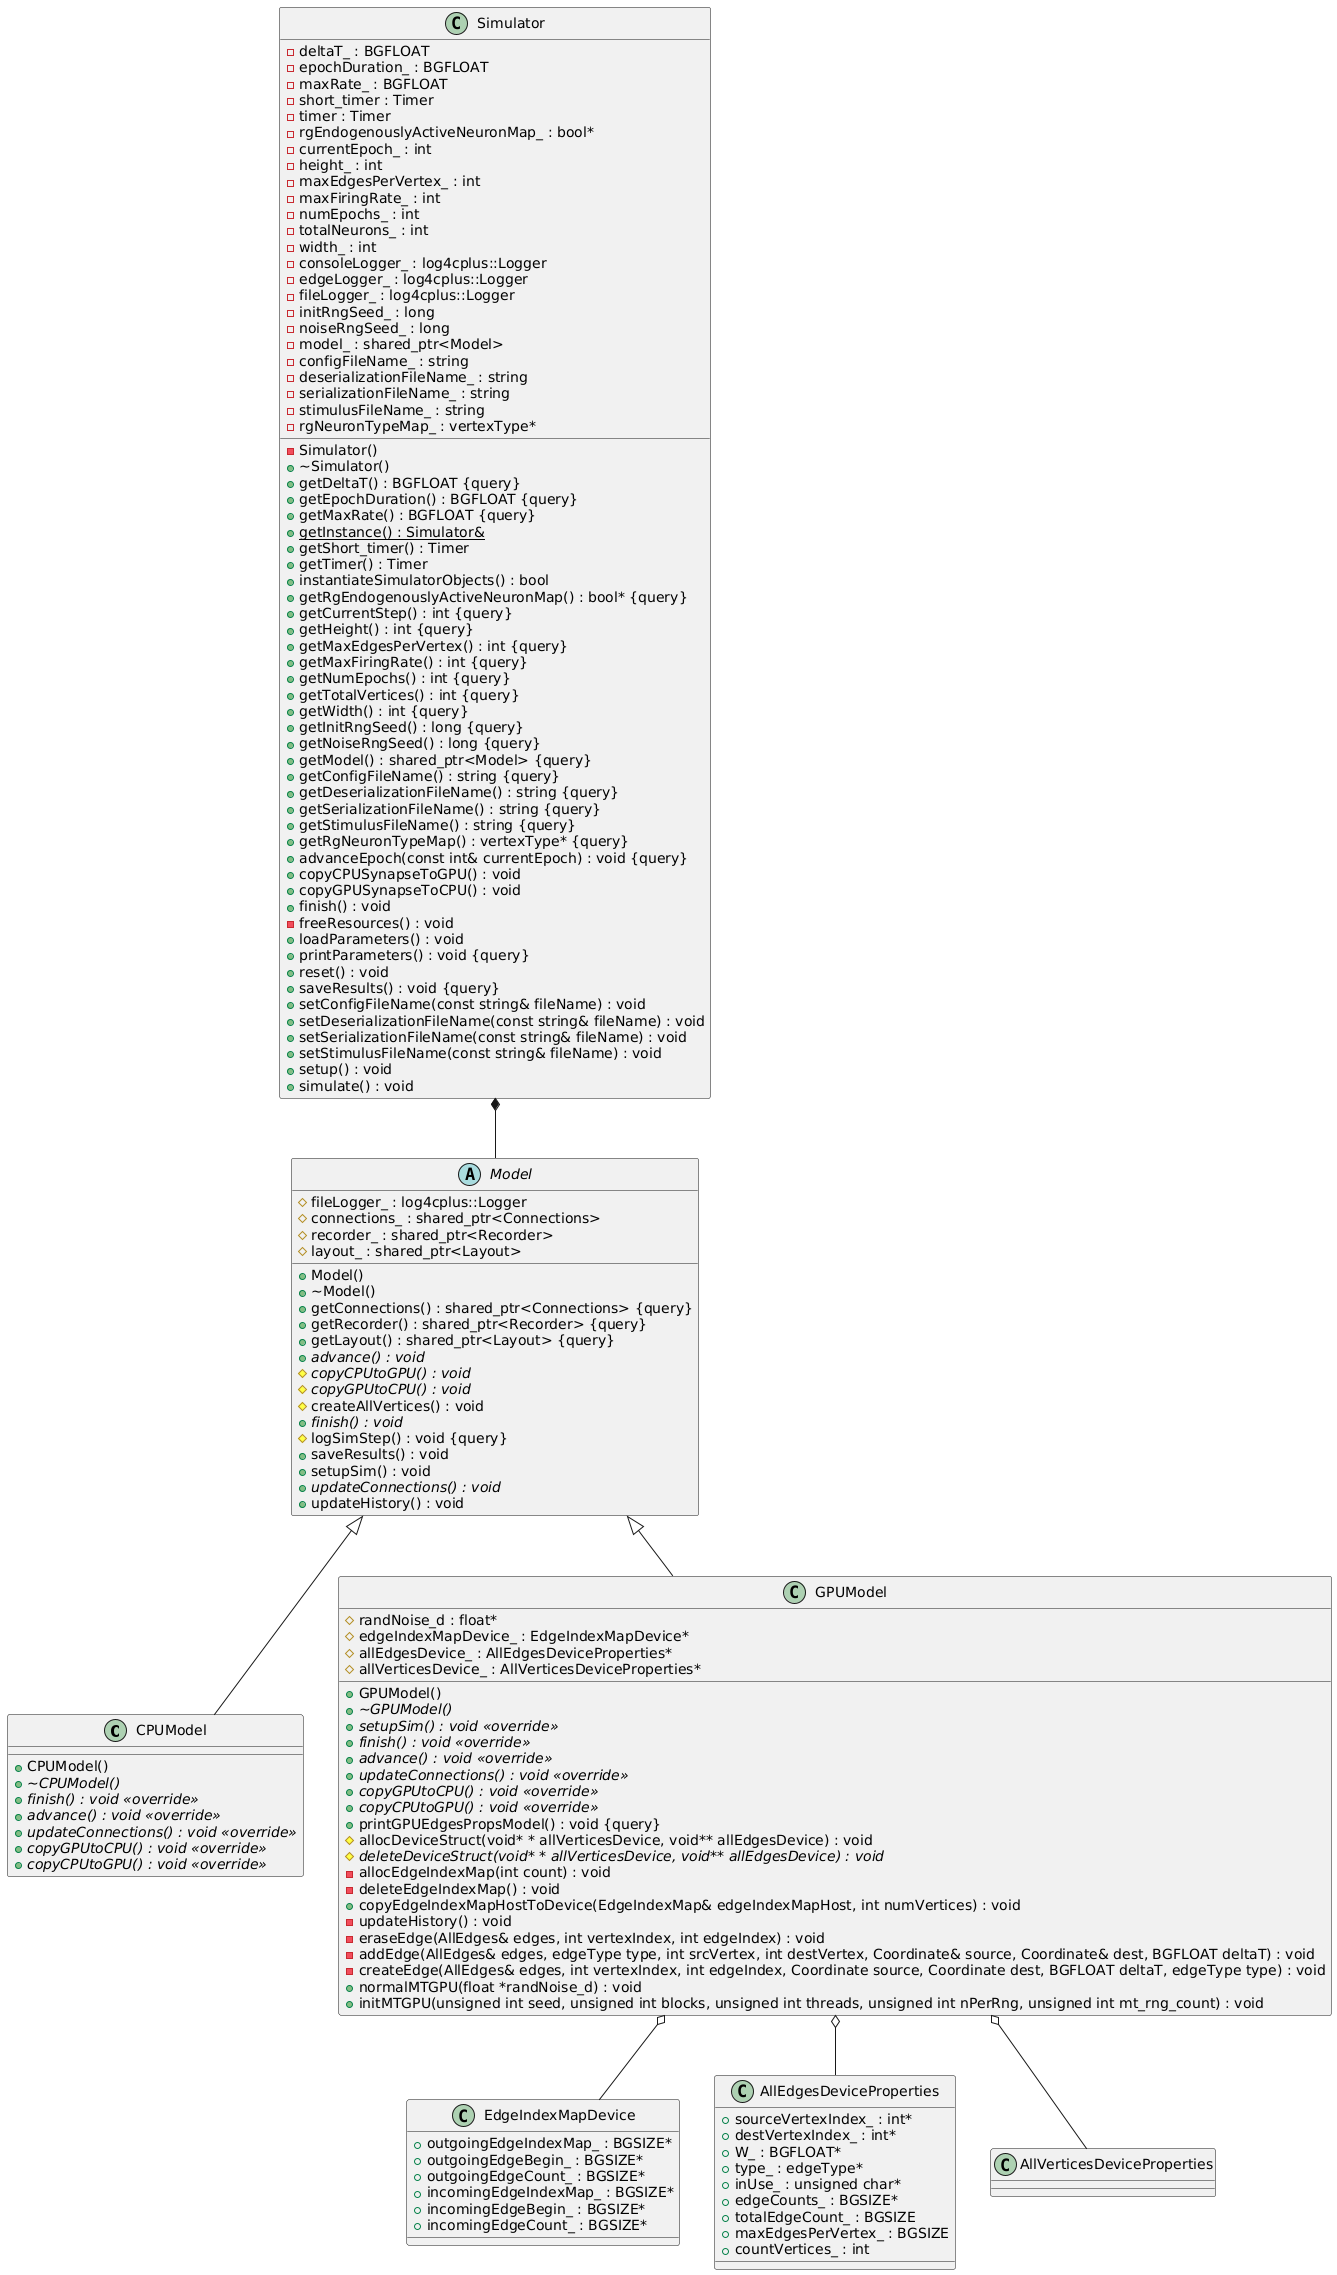 C Simulator
deltaT_ : BGFLOAT
epochDuration_ : BGFLOAT
maxRate_ : BGFLOAT
short_timer : Timer
timer : Timer
rgEndogenouslyActiveNeuronMap_ : bool*
currentEpoch_ : int
height_ : int
maxEdgesPerVertex_ : int
maxFiringRate_ : int
numEpochs_ : int
totalNeurons_ : int
width_ : int
consoleLogger_ : log4cplus::Logger
edgeLogger_ : log4cplus::Logger
fileLogger_ : log4cplus::Logger
initRngSeed_ : long
noiseRngSeed_ : long
model_ : shared_ptr<Model>
configFileName_ : string
deserializationFileName_ : string
serializationFileName_ : string
stimulusFileName_ : string
rgNeuronTypeMap_ : vertexType*
Simulator()
~Simulator()
getDeltaT() : BGFLOAT {query}
getEpochDuration() : BGFLOAT {query}
getMaxRate() : BGFLOAT {query}
getInstance() : Simulator&
getShort_timer() : Timer
getTimer() : Timer
instantiateSimulatorObjects() : bool
getRgEndogenouslyActiveNeuronMap() : bool* {query}
getCurrentStep() : int {query}
getHeight() : int {query}
getMaxEdgesPerVertex() : int {query}
getMaxFiringRate() : int {query}
getNumEpochs() : int {query}
getTotalVertices() : int {query}
getWidth() : int {query}
getInitRngSeed() : long {query}
getNoiseRngSeed() : long {query}
getModel() : shared_ptr<Model> {query}
getConfigFileName() : string {query}
getDeserializationFileName() : string {query}
getSerializationFileName() : string {query}
getStimulusFileName() : string {query}
getRgNeuronTypeMap() : vertexType* {query}
advanceEpoch(const int& currentEpoch) : void {query}
copyCPUSynapseToGPU() : void
copyGPUSynapseToCPU() : void
finish() : void
freeResources() : void
loadParameters() : void
printParameters() : void {query}
reset() : void
saveResults() : void {query}
setConfigFileName(const string& fileName) : void
setDeserializationFileName(const string& fileName) : void
setSerializationFileName(const string& fileName) : void
setStimulusFileName(const string& fileName) : void
setup() : void
simulate() : void
A Model
fileLogger_ : log4cplus::Logger
connections_ : shared_ptr<Connections>
recorder_ : shared_ptr<Recorder>
layout_ : shared_ptr<Layout>
Model()
~Model()
getConnections() : shared_ptr<Connections> {query}
getRecorder() : shared_ptr<Recorder> {query}
getLayout() : shared_ptr<Layout> {query}
advance() : void
copyCPUtoGPU() : void
copyGPUtoCPU() : void
createAllVertices() : void
finish() : void
logSimStep() : void {query}
saveResults() : void
setupSim() : void
updateConnections() : void
updateHistory() : void
C CPUModel
CPUModel()
~CPUModel()
finish() : void «override»
advance() : void «override»
updateConnections() : void «override»
copyGPUtoCPU() : void «override»
copyCPUtoGPU() : void «override»
C GPUModel
randNoise_d : float*
edgeIndexMapDevice_ : EdgeIndexMapDevice*
allEdgesDevice_ : AllEdgesDeviceProperties*
allVerticesDevice_ : AllVerticesDeviceProperties*
GPUModel()
~GPUModel()
setupSim() : void «override»
finish() : void «override»
advance() : void «override»
updateConnections() : void «override»
copyGPUtoCPU() : void «override»
copyCPUtoGPU() : void «override»
printGPUEdgesPropsModel() : void {query}
allocDeviceStruct(void* * allVerticesDevice, void** allEdgesDevice) : void
deleteDeviceStruct(void* * allVerticesDevice, void** allEdgesDevice) : void
allocEdgeIndexMap(int count) : void
deleteEdgeIndexMap() : void
copyEdgeIndexMapHostToDevice(EdgeIndexMap& edgeIndexMapHost, int numVertices) : void
updateHistory() : void
eraseEdge(AllEdges& edges, int vertexIndex, int edgeIndex) : void
addEdge(AllEdges& edges, edgeType type, int srcVertex, int destVertex, Coordinate& source, Coordinate& dest, BGFLOAT deltaT) : void
createEdge(AllEdges& edges, int vertexIndex, int edgeIndex, Coordinate source, Coordinate dest, BGFLOAT deltaT, edgeType type) : void
normalMTGPU(float *randNoise_d) : void
initMTGPU(unsigned int seed, unsigned int blocks, unsigned int threads, unsigned int nPerRng, unsigned int mt_rng_count) : void
C EdgeIndexMapDevice
outgoingEdgeIndexMap_ : BGSIZE*
outgoingEdgeBegin_ : BGSIZE*
outgoingEdgeCount_ : BGSIZE*
incomingEdgeIndexMap_ : BGSIZE*
incomingEdgeBegin_ : BGSIZE*
incomingEdgeCount_ : BGSIZE*
C AllEdgesDeviceProperties
sourceVertexIndex_ : int*
destVertexIndex_ : int*
W_ : BGFLOAT*
type_ : edgeType*
inUse_ : unsigned char*
edgeCounts_ : BGSIZE*
totalEdgeCount_ : BGSIZE
maxEdgesPerVertex_ : BGSIZE
countVertices_ : int
C AllVerticesDeviceProperties